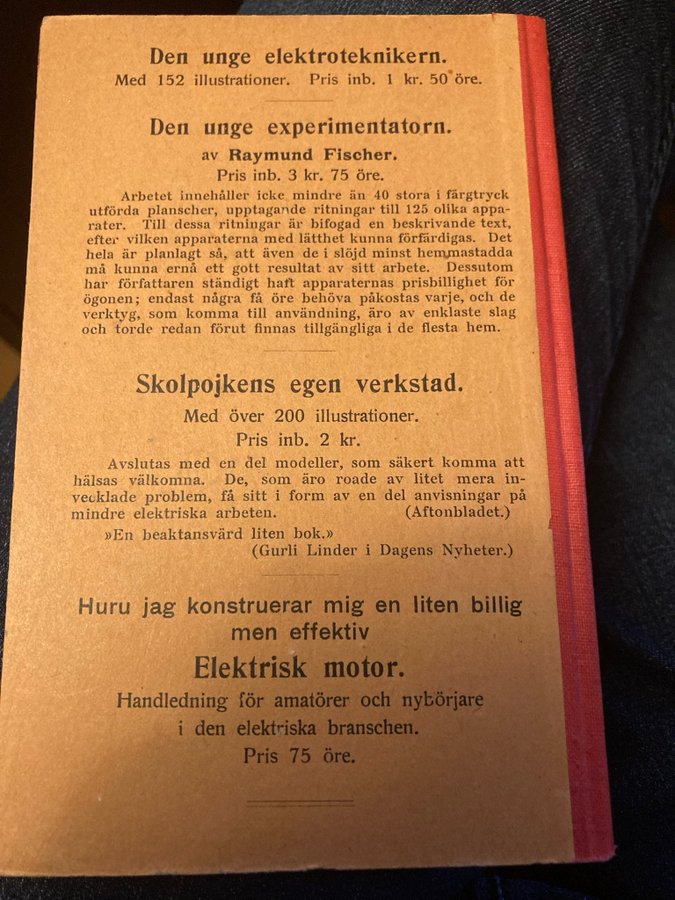 Den unge elektroteknikern.
Med 152 illustrationer. Pris inb. 1 kr. 50 öre.
Den unge experimentatorn.
av Raymund Fischer.
Pris inb. 3 kr. 75 öre.
Arbetet innehåller icke mindre än 40 stora i färgtryck
utförda planscher, upptagande ritningar till 125 olika appa-
rater. Till dessa ritningar är bifogad en beskrivande text,
efter vilken apparaterna med lätthet kunna förfärdigas. Det
hela är planlagt så, att även de i slöjd minst hemmastadda
må kunna ernå ett gott resultat av sitt arbete. Dessutom
har författaren ständigt haft apparaternas prisbillighet för
ögonen; endast några få öre behöva påkostas varje, och de
verktyg, som komma till användning, äro av enklaste slag
och torde redan förut finnas tillgängliga i de flesta hem.
Skolpojkens egen verkstad.
Med över 200 illustrationer.
Pris inb. 2 kr.
Avslutas med en del modeller, som säkert komma att
hälsas välkomna. De, som äro roade av litet mera in-
vecklade problem, få sitt i form av en del anvisningar på
mindre elektriska arbeten. (Aftonbladet.)
»En beaktansvärd liten bok.»
(Gurli Linder i Dagens Nyheter.)
Huru jag konstruerar mig en liten billig
men effektiv
Elektrisk motor.
Handledning för amatörer och nybörjare
i den elektriska branschen.
Pris 75 öre.